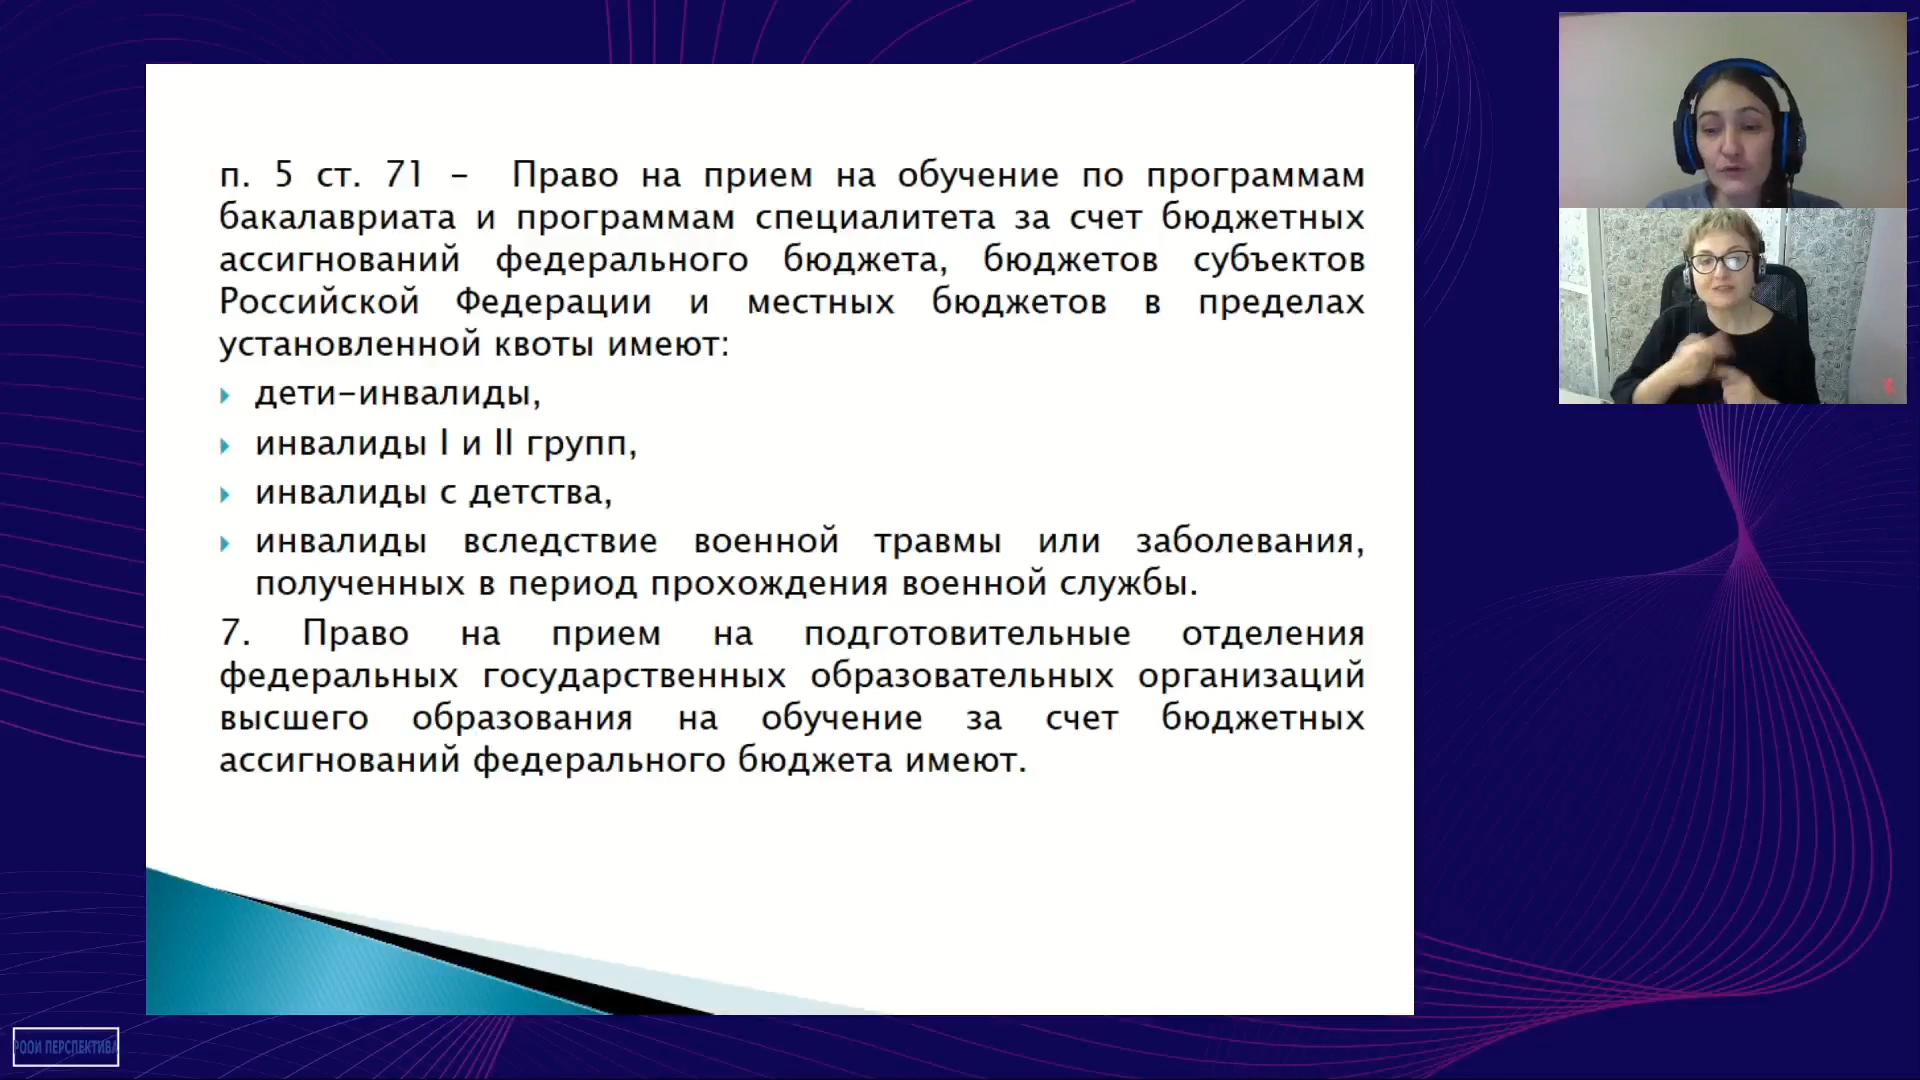 п. 5 ст. 71 – Право на прием на обучение по программам
бакалавриата и программам специалитета за счет бюджетных
ассигнований федерального бюджета, бюджетов субъектов
Российской Федерации и местных бюджетов в пределах
установленной квоты имеют:
дети-инвалиды,
инвалиды I и II групп,
инвалиды с детства,
инвалиды вследствие военной травмы или заболевания,
полученных в период прохождения военной службы.
7. Право на прием на подготовительные отделения
федеральных государственных образовательных организаций
высшего образования на обучение за счет бюджетных
ассигнований федерального бюджета имеют.
РООИ ПЕРСПЕКТИВА